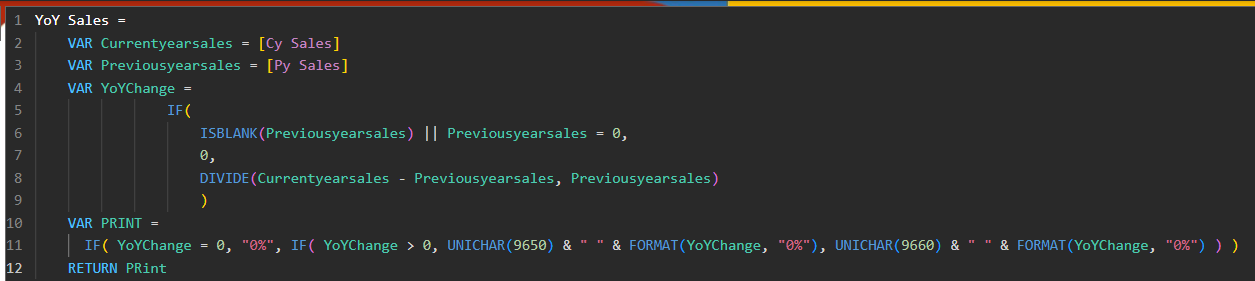 1 YoY Sales =
2 VAR Currentyearsales = [Cy Sales]
3 VAR Previousyearsales = [Py Sales]
4 VAR YoYChange =
5 IF(
6 ISBLANK(Previousyearsales) || Previousyearsales = 0,
7 0,
8 DIVIDE(Currentyearsales - Previousyearsales, Previousyearsales)
9 )
10 VAR PRINT =
11 IF( YoYChange = 0, "0%", IF( YoYChange > 0, UNICHAR(9650) & " " & FORMAT(YoYChange, "0%"), UNICHAR(9660) & " " & FORMAT(YoYChange, "0%") ) )
12 RETURN PRint